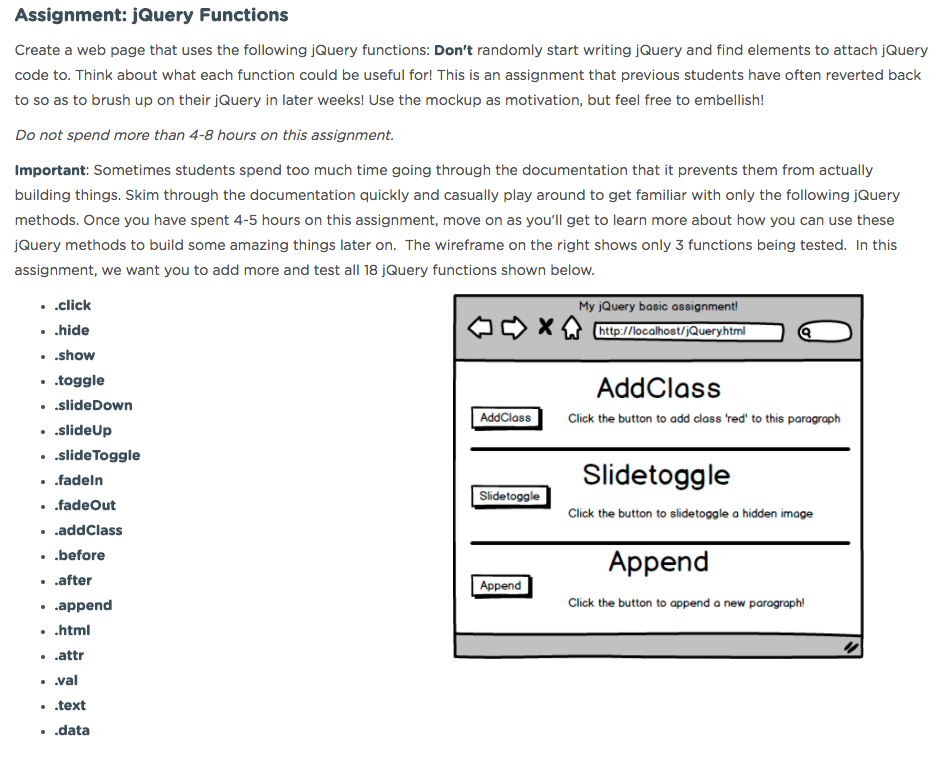 Assignment: jQuery Functions
Create a web page that uses the following jQuery functions: Don't randomly start writing jQuery and find elements to attach jQuery
code to. Think about what each function could be useful for! This is an assignment that previous students have often reverted back
to so as to brush up on their jQuery in later weeks! Use the mockup as motivation, but feel free to embellish!
Do not spend more than 4-8 hours on this assignment.
Important: Sometimes students spend too much time going through the documentation that it prevents them from actually
building things. Skim through the documentation quickly and casually play around to get familiar with only the following jQuery
methods. Once you have spent 4-5 hours on this assignment, move on as you'll get to learn more about how you can use these
jQuery methods to build some amazing things later on.  The wireframe on the right shows only 3 functions being tested.  In this
assignment, we want you to add more and test all 18 jQuery functions shown below.
• .click
• .hide
• .show
• .toggle
• .slideDown
• .slideUp
• .slideToggle
• .fadeIn
• .fadeOut
• .addClass
• .before
• .after
• .append
• .html
• .attr
• .val
• .text
• .data
My jQuery basic assignment!
http://localhost/jQuery.html
AddClass
AddClass
Click the button to add class 'red' to this paragraph
Slidetoggle
Slidetoggle
Click the button to slidetoggle a hidden image
Append
Append
Click the button to append a new paragraph!